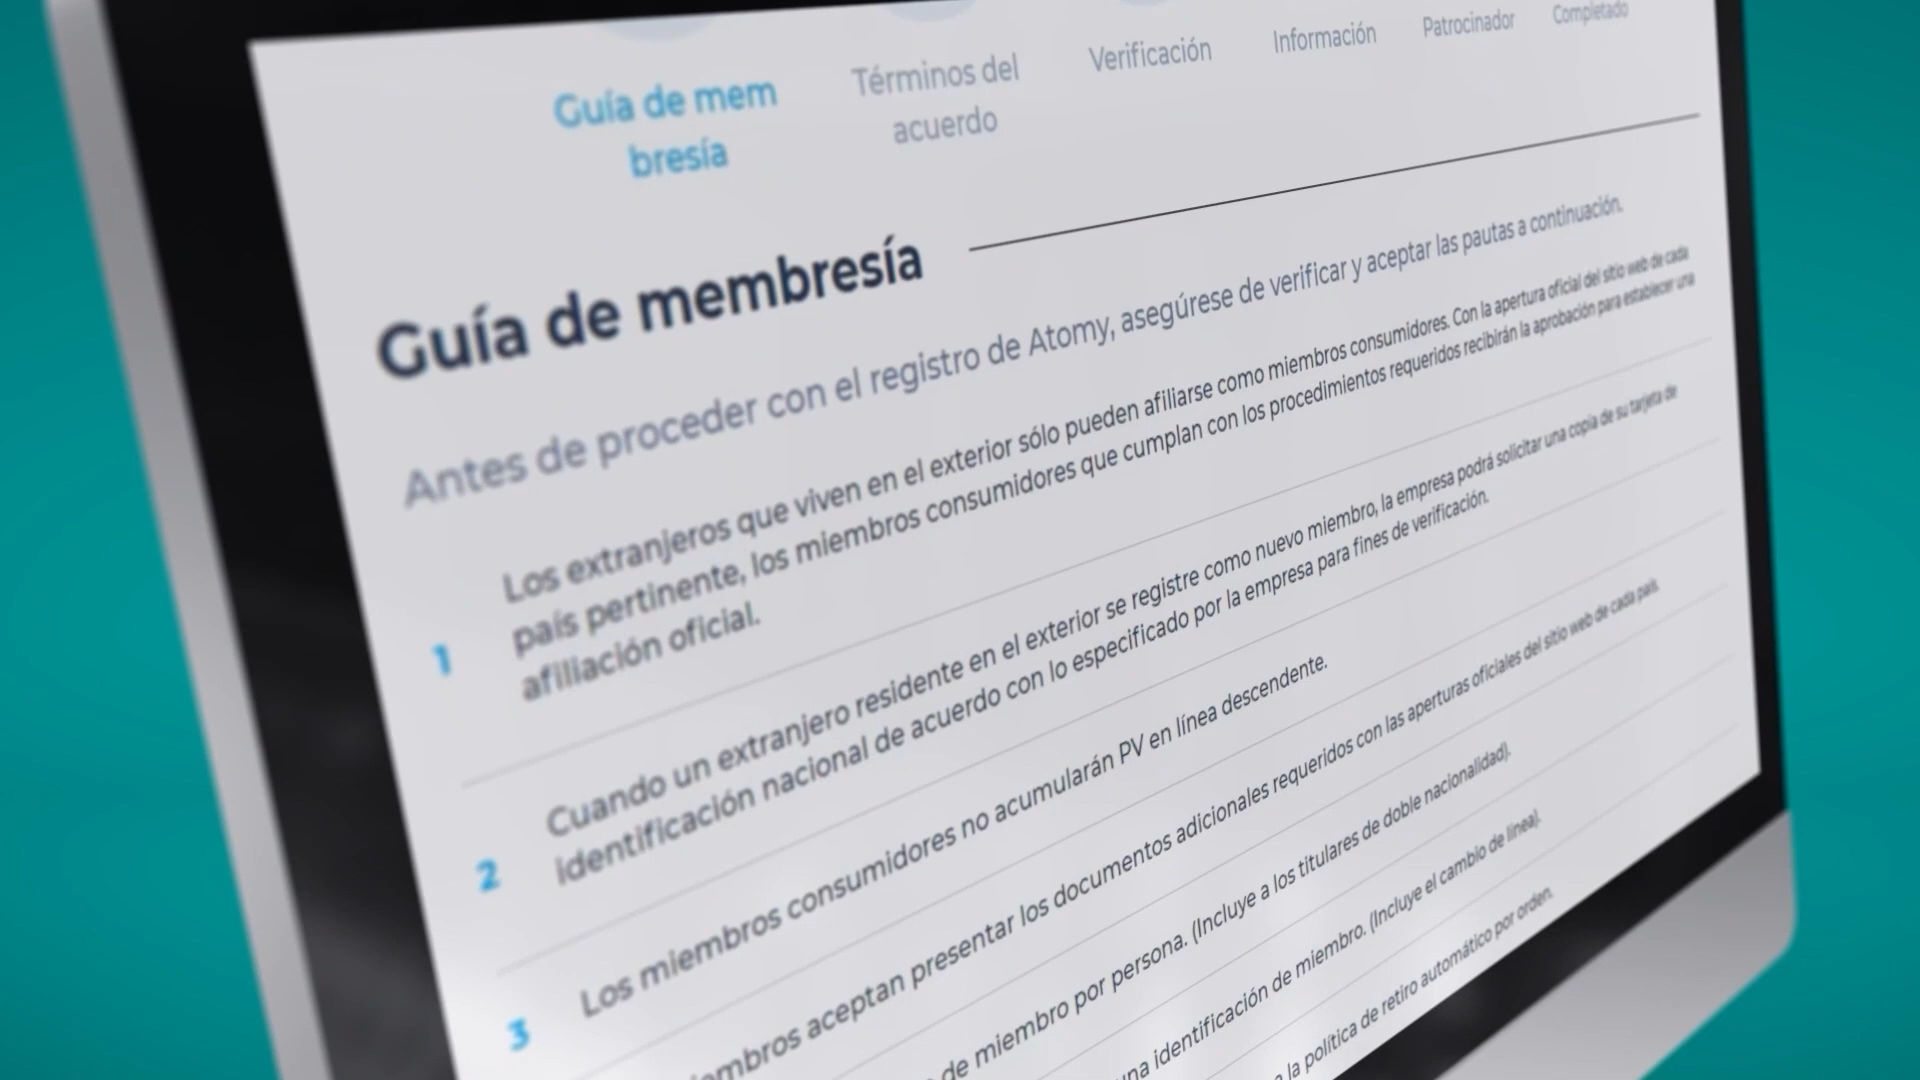 Guía de mem
bresía
Términos del
acuerdo
Verificación
Información
Patrocinador
Completado
Guía de membresía
Antes de proceder con el registro de Atomy, asegúrese de verificar y aceptar las pautas a continuación.
1
Los extranjeros que viven en el exterior sólo pueden afiliarse como miembros consumidores. Con la apertura oficial del sitio web de cada
país pertinente, los miembros consumidores que cumplan con los procedimientos requeridos recibirán la aprobación para establecer una
afiliación oficial.
2
Cuando un extranjero residente en el exterior se registre como nuevo miembro, la empresa podrá solicitar una copia de su tarjeta de
identificación nacional de acuerdo con lo especificado por la empresa para fines de verificación.
3
Los miembros consumidores no acumularán PV en línea descendente.
aceptan presentar los documentos adicionales requeridos con las aperturas oficiales del sitio web de cada país.
de miembro por persona. (Incluye a los titulares de doble nacionalidad).
una identificación de miembro. (Incluye el cambio de línea).
a la política de retiro automático por orden.